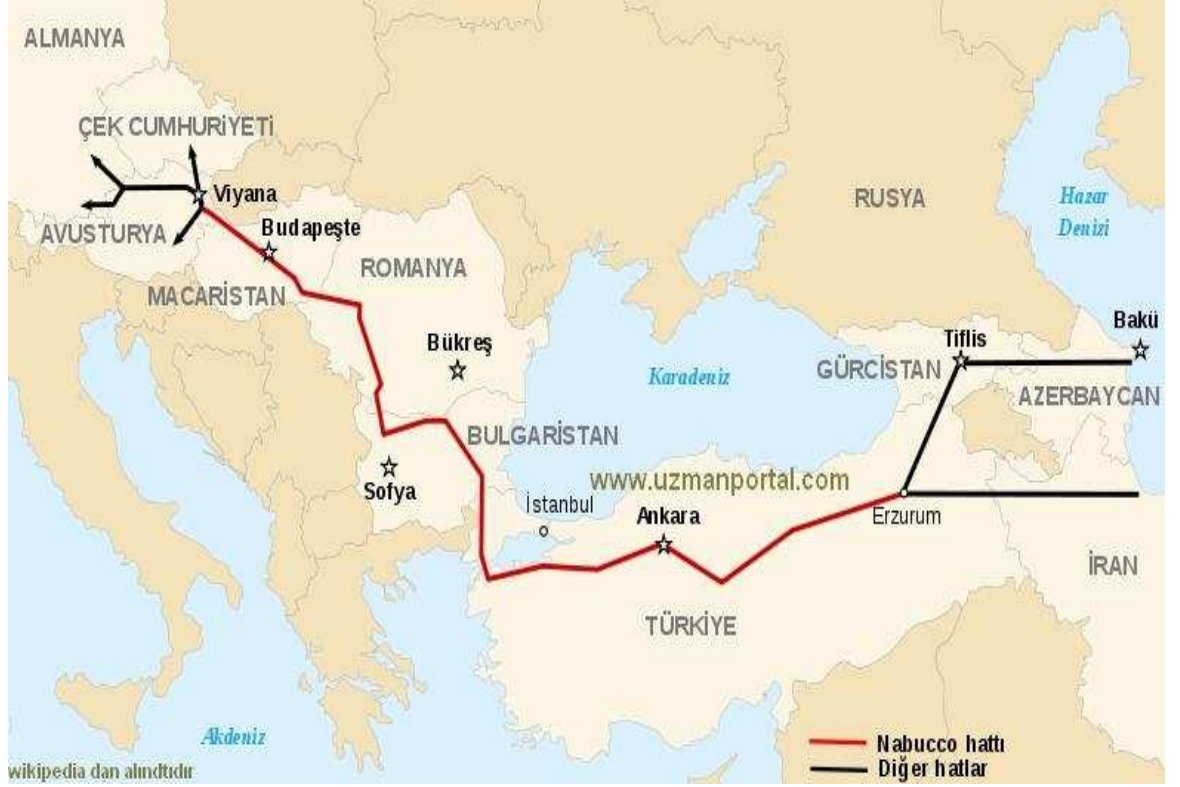 ALMANYA
ÇEK CUMHURİYETİ
Viyana
AVUSTURYA
Budapeşte
MACARİSTAN
ROMANYA
Bükreş
RUSYA
Hazar
Denizi
Bakü
Tiflis
GÜRCİSTAN
AZERBAYCAN
Karadeniz
BULGARİSTAN
www.uzmanportal.com
Sofya
İstanbul
Ankara
Erzurum
İRAN
TÜRKİYE
Akdeniz
Nabucco hattı
Diğer hatlar
wikipedia dan alındtıdır